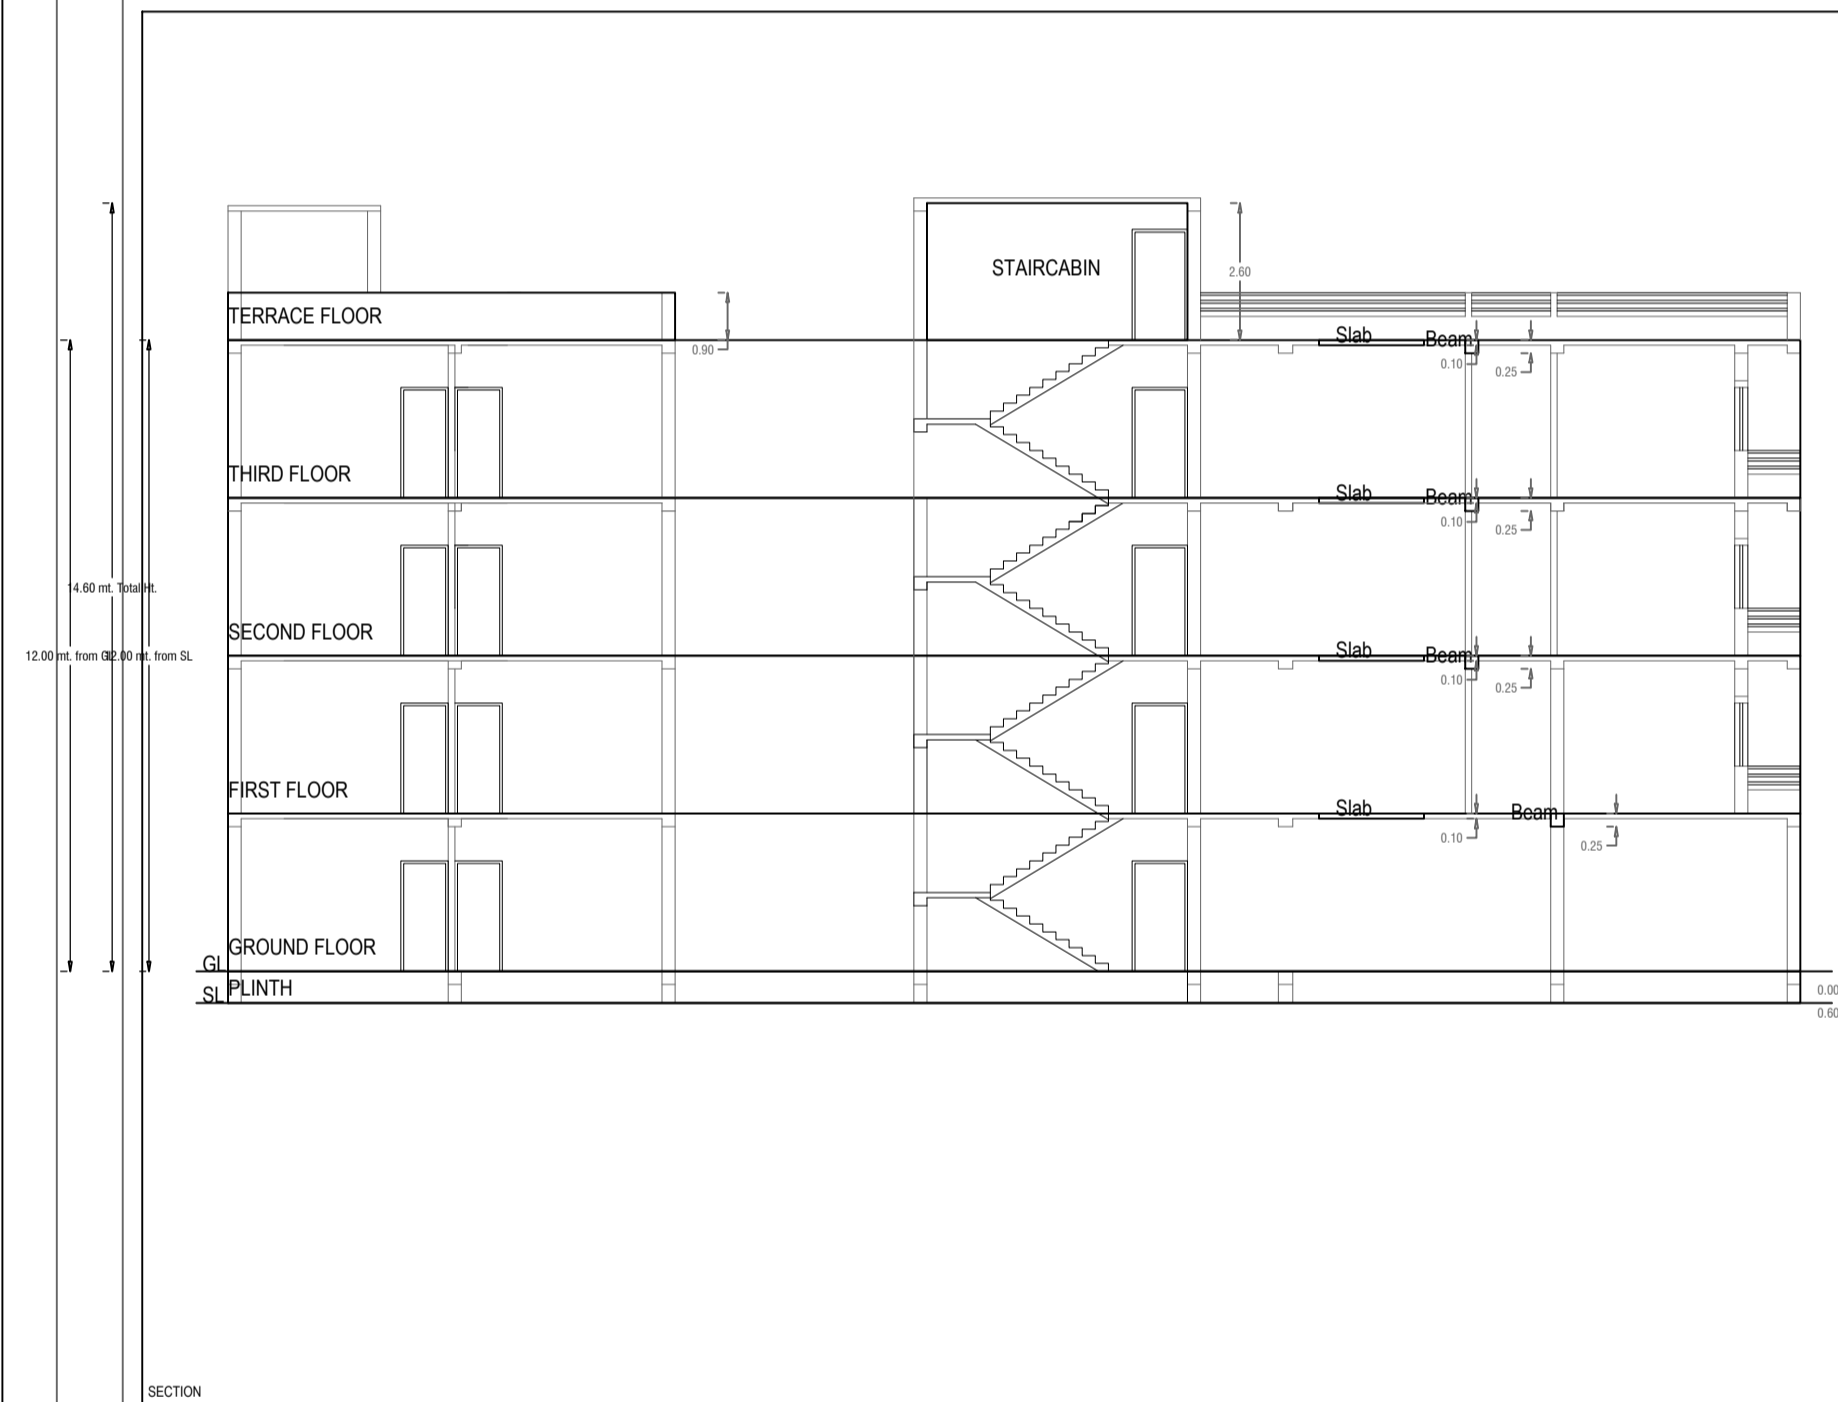 STAIRCABIN
2.60
TERRACE FLOOR
0.90
Slab
Beam
0.10
0.25
THIRD FLOOR
Slab
Beam
0.10
0.25
14.60 mt. Total Ht.
SECOND FLOOR
12.00 mt. from GL
12.00 mt. from SL
Slab
Beam
0.10
0.25
FIRST FLOOR
Slab
Beam
0.10
0.25
GROUND FLOOR
GL
PLINTH
SL
0.00
0.60
SECTION